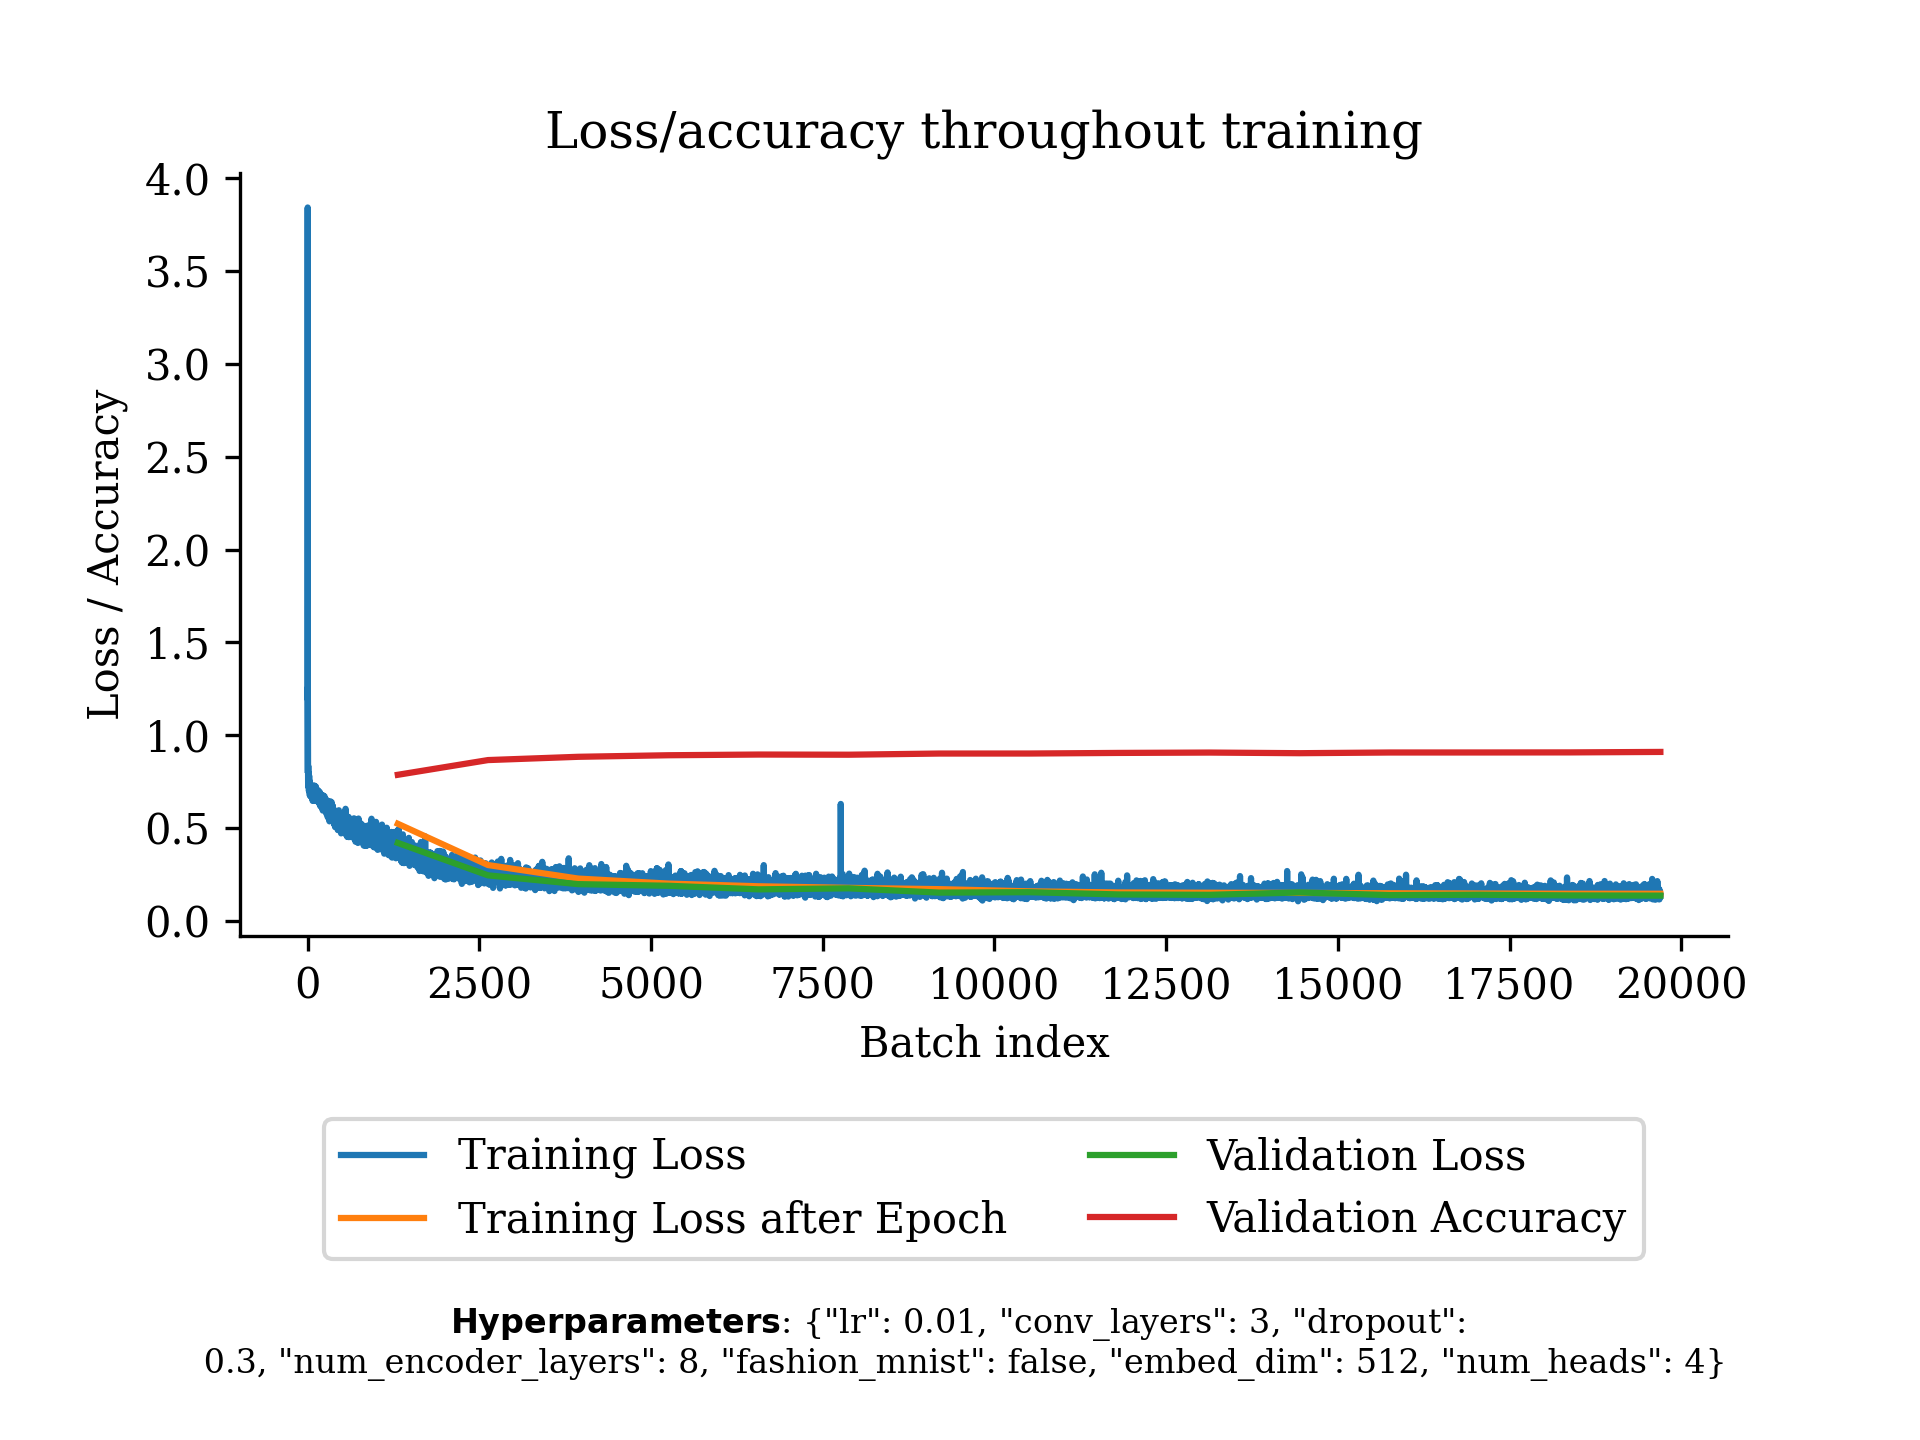 Loss/accuracy throughout training
4.0
3.5
3.0
2.5
2.0
1.5
1.0
0.5
0.0
Loss / Accuracy
0 2500 5000 7500 10000 12500 15000 17500 20000
Batch index
Training Loss
Training Loss after Epoch
Validation Loss
Validation Accuracy
Hyperparameters: {"lr": 0.01, "conv_layers": 3, "dropout":
0.3, "num_encoder_layers": 8, "fashion_mnist": false, "embed_dim": 512, "num_heads": 4}